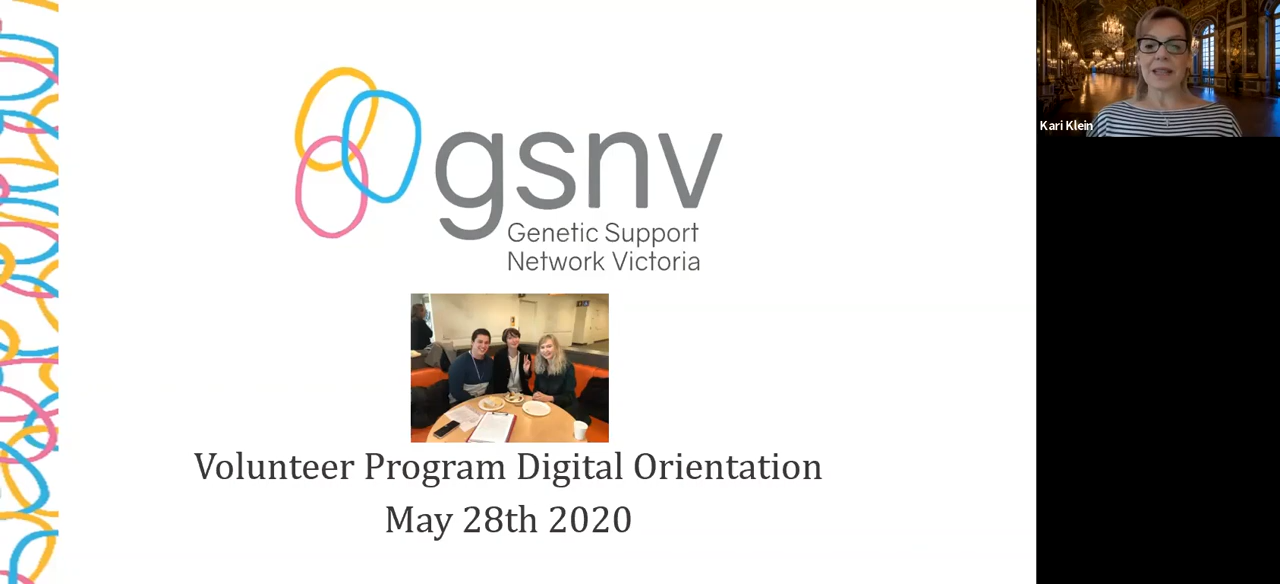 gsnv
Genetic Support
Network Victoria
Volunteer Program Digital Orientation
May 28th 2020
Kari Klein